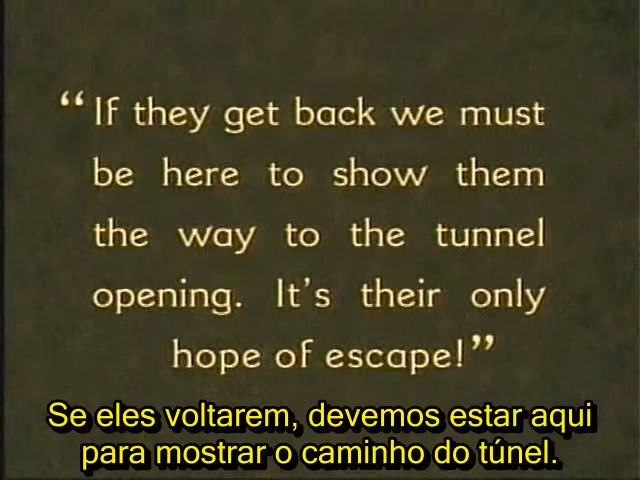 “If they get back we must
be here to show them
the way to the tunnel
opening. It's their only
hope of escape!”
Se eles voltarem, devemos estar aqui
para mostrar o caminho do túnel.